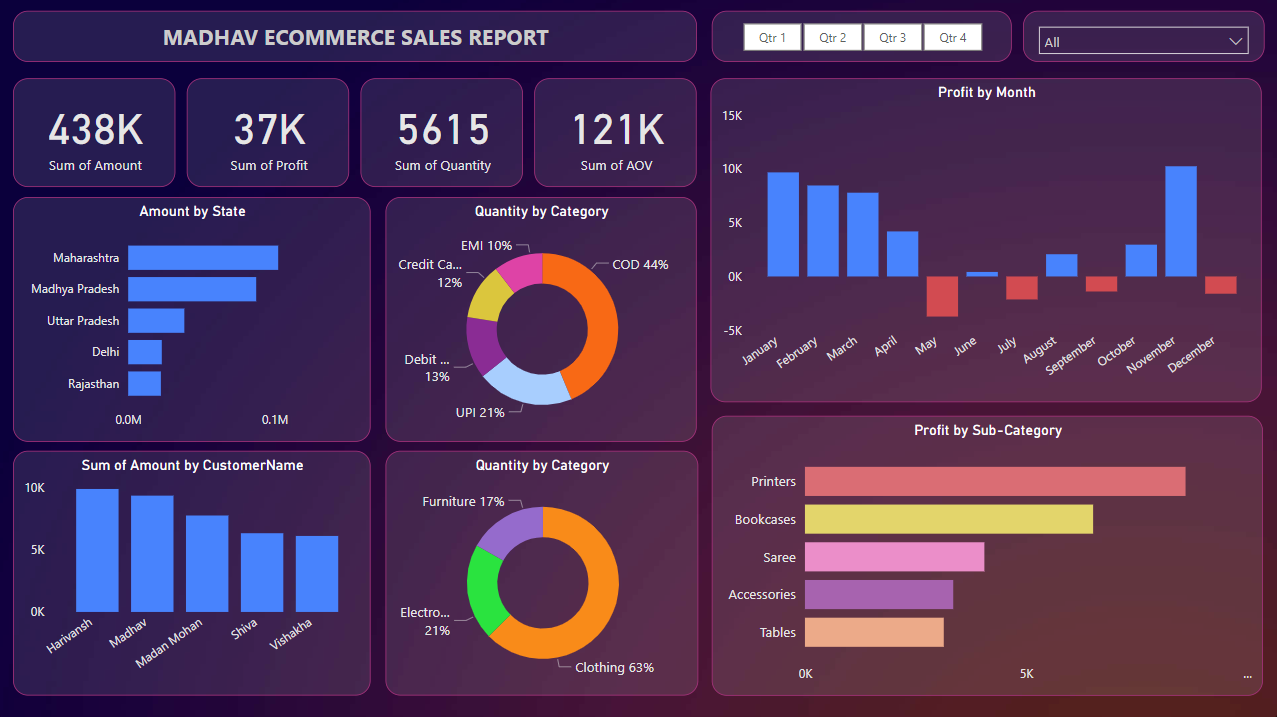 MADHAV ECOMMERCE SALES REPORT
Qtr 1
Qtr 2
Qtr 3
Qtr 4
All
438K
Sum of Amount
37K
Sum of Profit
5615
Sum of Quantity
121K
Sum of AOV
Profit by Month
15K
10K
5K
0K
-5K
January
February
March
April
May
June
July
August
September
October
November
December
Amount by State
Maharashtra
Madhya Pradesh
Uttar Pradesh
Delhi
Rajasthan
0.0M
0.1M
Quantity by Category
EMI 10%
Credit Ca...
12%
Debit ...
13%
UPI 21%
COD 44%
Sum of Amount by CustomerName
10K
5K
0K
Harivansh
Madhav
Madan Mohan
Shiva
Vishakha
Quantity by Category
Furniture 17%
Electro...
21%
Clothing 63%
Profit by Sub-Category
Printers
Bookcases
Saree
Accessories
Tables
0K
5K
...